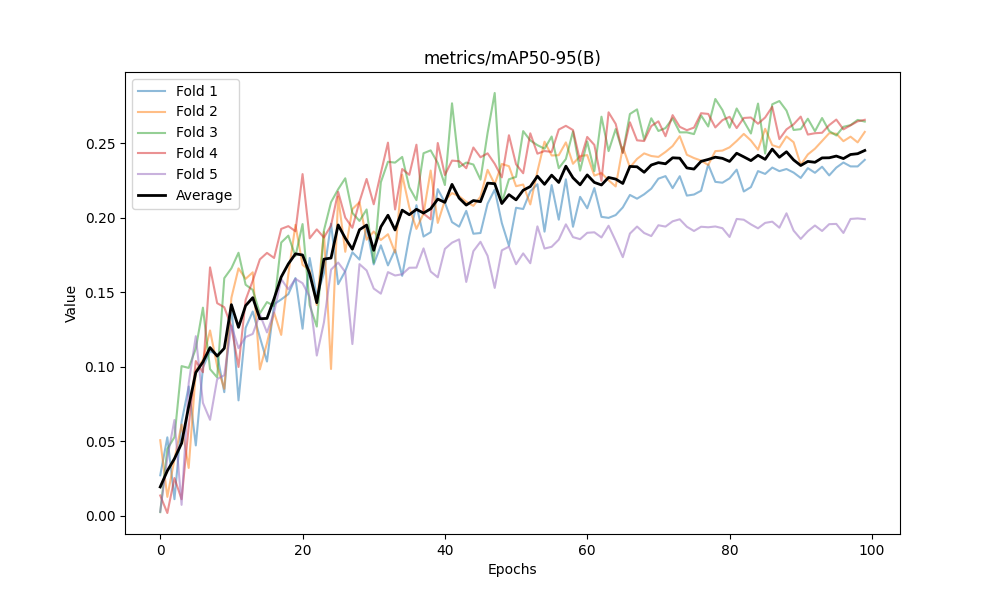 metrics/mAP50-95(B)
Fold 1
Fold 2
Fold 3
Fold 4
Fold 5
Average
0.25
0.20
0.15
0.10
0.05
0.00
Value
0 20 40 60 80 100
Epochs